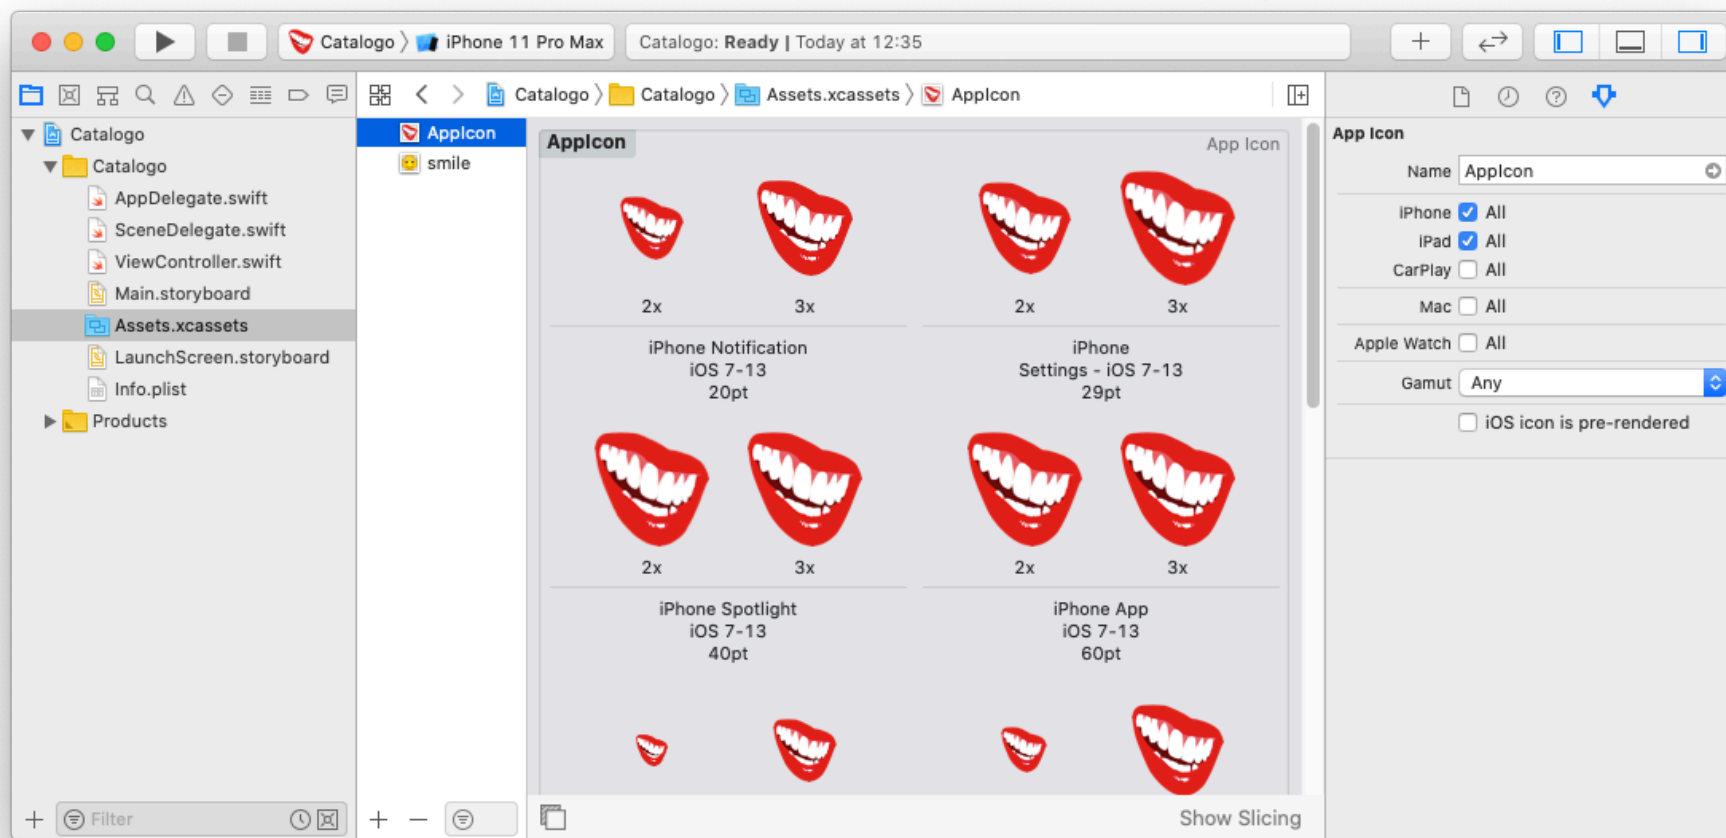 Catalogo iPhone 11 Pro Max
Catalogo: Ready | Today at 12:35
Catalogo Catalogo Assets.xcassets AppIcon
Catalogo
Catalogo
AppDelegate.swift
SceneDelegate.swift
ViewController.swift
Main.storyboard
Assets.xcassets
LaunchScreen.storyboard
Info.plist
Products
Filter
AppIcon
smile
AppIcon
App Icon
2x 3x 2x 3x
iPhone Notification
iOS 7-13
20pt
iPhone
Settings - iOS 7-13
29pt
2x 3x 2x 3x
iPhone Spotlight
iOS 7-13
40pt
iPhone App
iOS 7-13
60pt
Show Slicing
App Icon
Name AppIcon
iPhone All
iPad All
CarPlay All
Mac All
Apple Watch All
Gamut Any
iOS icon is pre-rendered